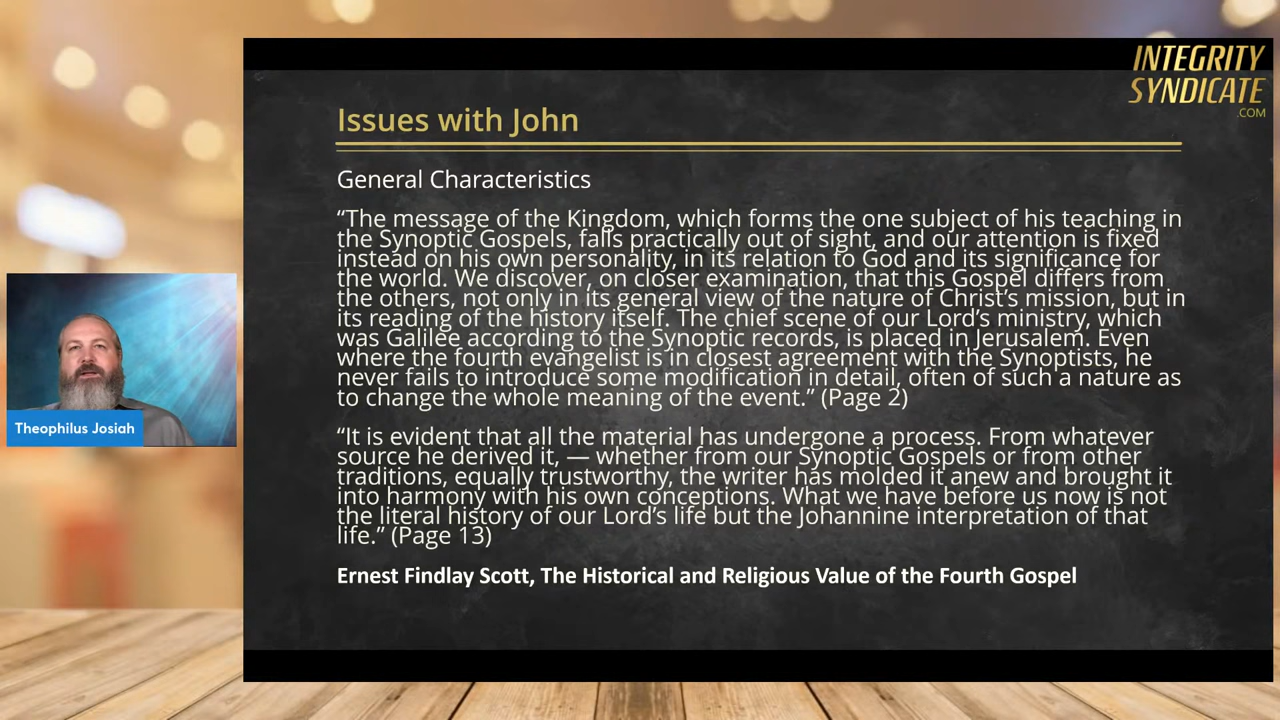 INTEGRITY
SYNDICATE
.COM
Issues with John
General Characteristics
“The message of the Kingdom, which forms the one subject of his teaching in
the Synoptic Gospels, falls practically out of sight, and our attention is fixed
instead on his own personality, in its relation to God and its significance for
the world. We discover, on closer examination, that this Gospel differs from
the others, not only in its general view of the nature of Christ’s mission, but in
its reading of the history itself. The chief scene of our Lord’s ministry, which
was Galilee according to the Synoptic records, is placed in Jerusalem. Even
where the fourth evangelist is in closest agreement with the Synoptists, he
never fails to introduce some modification in detail, often of such a nature as
to change the whole meaning of the event.” (Page 2)
“It is evident that all the material has undergone a process. From whatever
source he derived it, — whether from our Synoptic Gospels or from other
traditions, equally trustworthy, the writer has molded it anew and brought it
into harmony with his own conceptions. What we have before us now is not
the literal history of our Lord’s life but the Johannine interpretation of that
life.” (Page 13)
Ernest Findlay Scott, The Historical and Religious Value of the Fourth Gospel
Theophilus Josiah